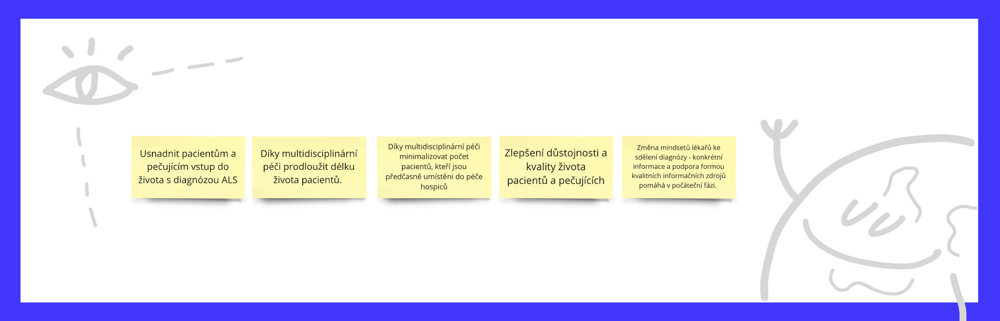 Usnadnit pacientům a
pečujícím vstup do
života s diagnózou ALS
Díky multidisciplinární
péči prodloužit délku
života pacientů.
Díky multidisciplinární péči
minimalizovat počet
pacientů, kteří jsou
předčasně umístěni do péče
hospiců
Zlepšení důstojnosti a
kvality života
pacientů a pečujících
Změna mindsetů lékařů ke
sdělení diagnózy - konkrétní
informace a podpora formou
kvalitních informačních zdrojů
pomáhá v počáteční fázi.